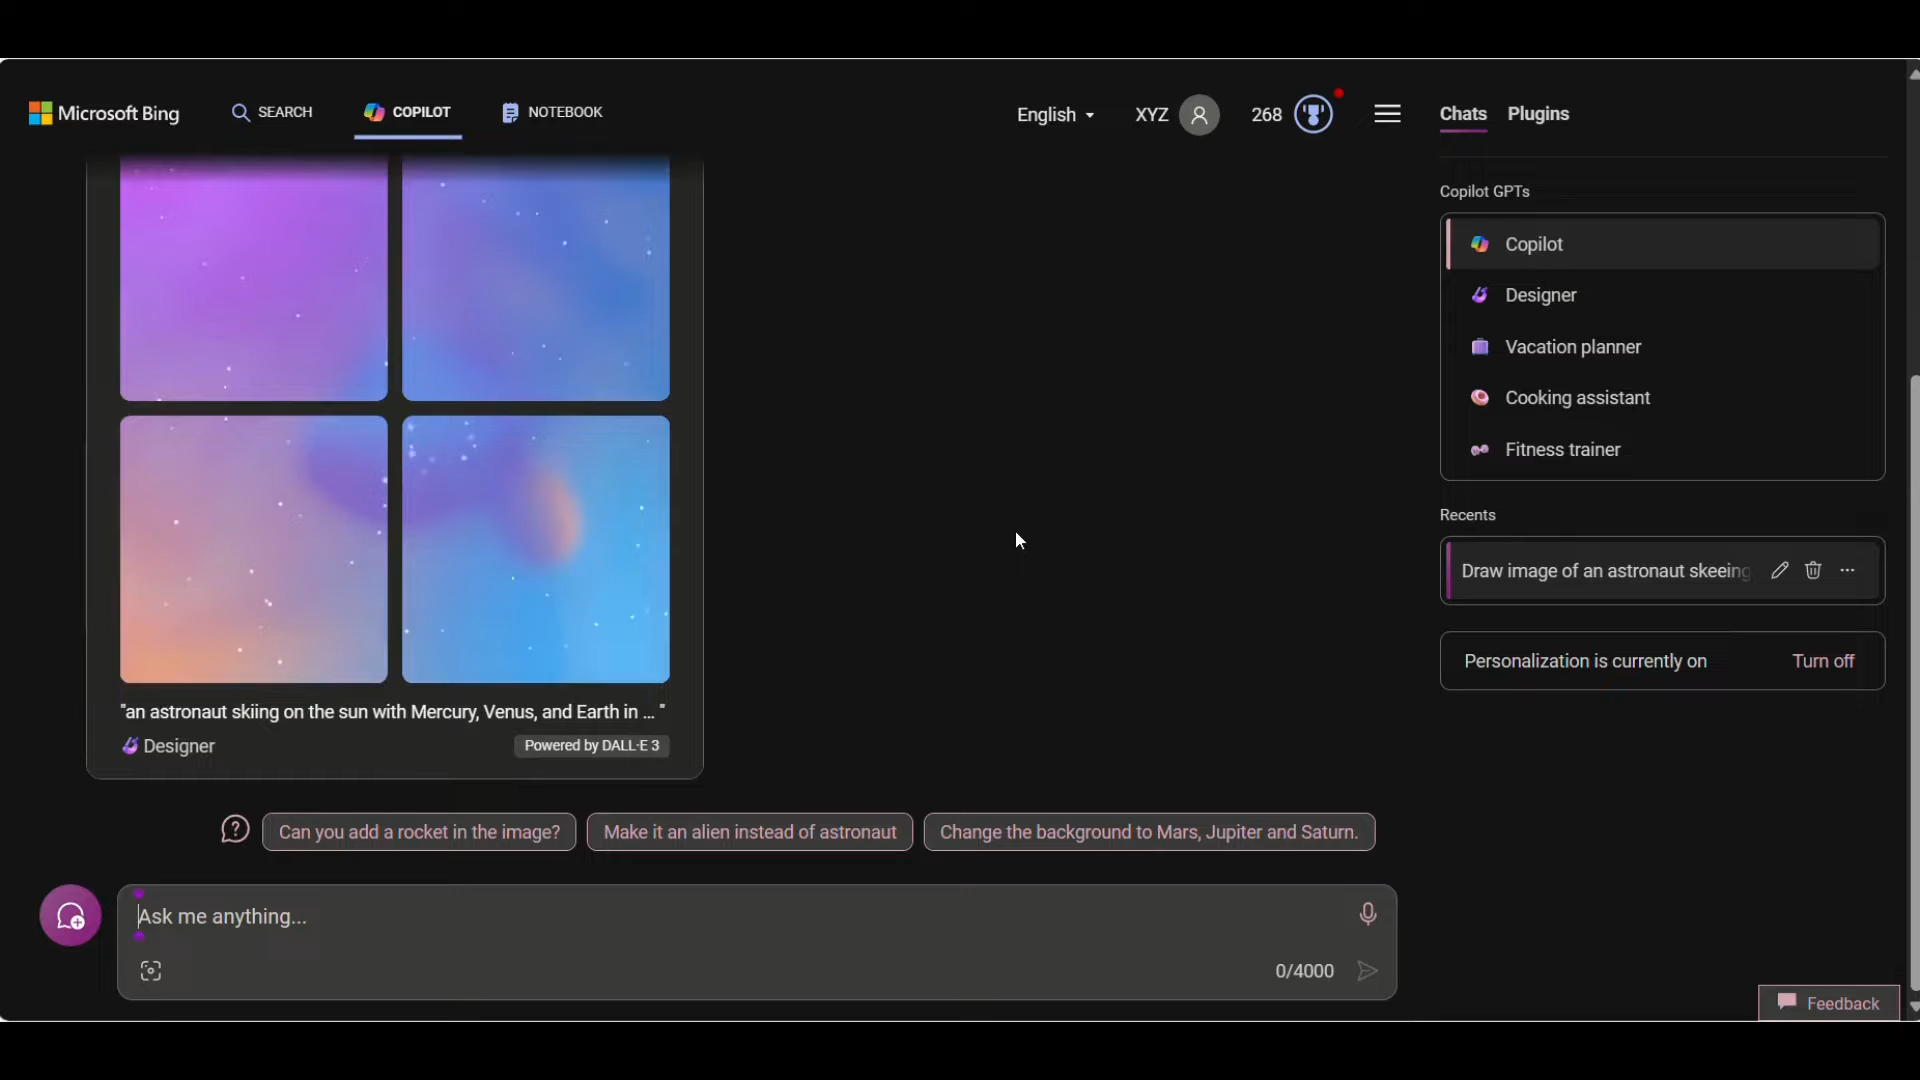 Microsoft Bing
SEARCH
COPILOT
NOTEBOOK
English
XYZ
268
Chats
Plugins
Copilot GPTs
Copilot
Designer
Vacation planner
Cooking assistant
Fitness trainer
Recents
Draw image of an astronaut skeeing
Personalization is currently on
Turn off
"an astronaut skiing on the sun with Mercury, Venus, and Earth in ... "
Designer
Powered by DALL·E 3
Can you add a rocket in the image?
Make it an alien instead of astronaut
Change the background to Mars, Jupiter and Saturn.
Ask me anything...
0/4000
Feedback